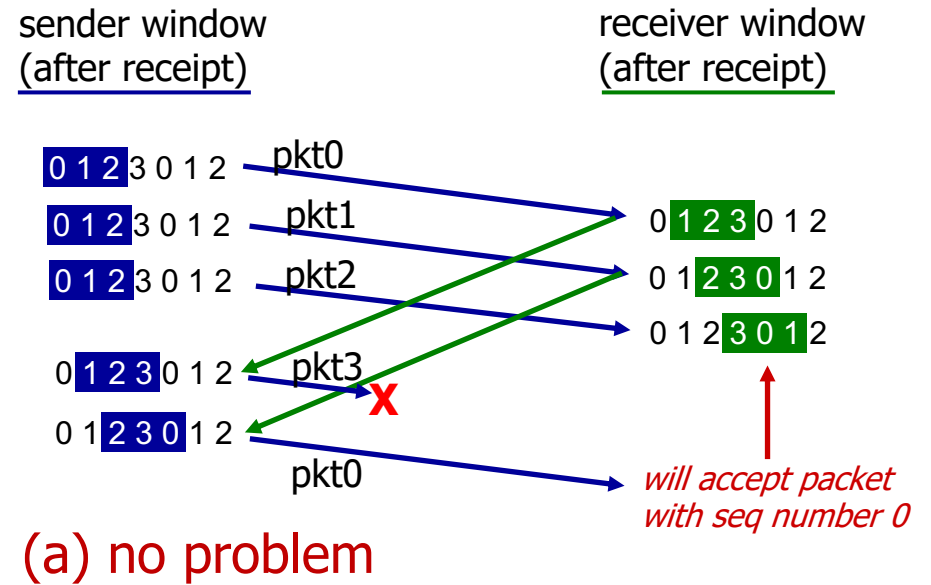 sender window
(after receipt)
receiver window
(after receipt)
0 1 2 3 0 1 2
pkt0
0 1 2 3 0 1 2
0 1 2 3 0 1 2
pkt1
0 1 2 3 0 1 2
0 1 2 3 0 1 2
pkt2
0 1 2 3 0 1 2
0 1 2 3 0 1 2
pkt3
X
0 1 2 3 0 1 2
pkt0
will accept packet
with seq number 0
(a) no problem